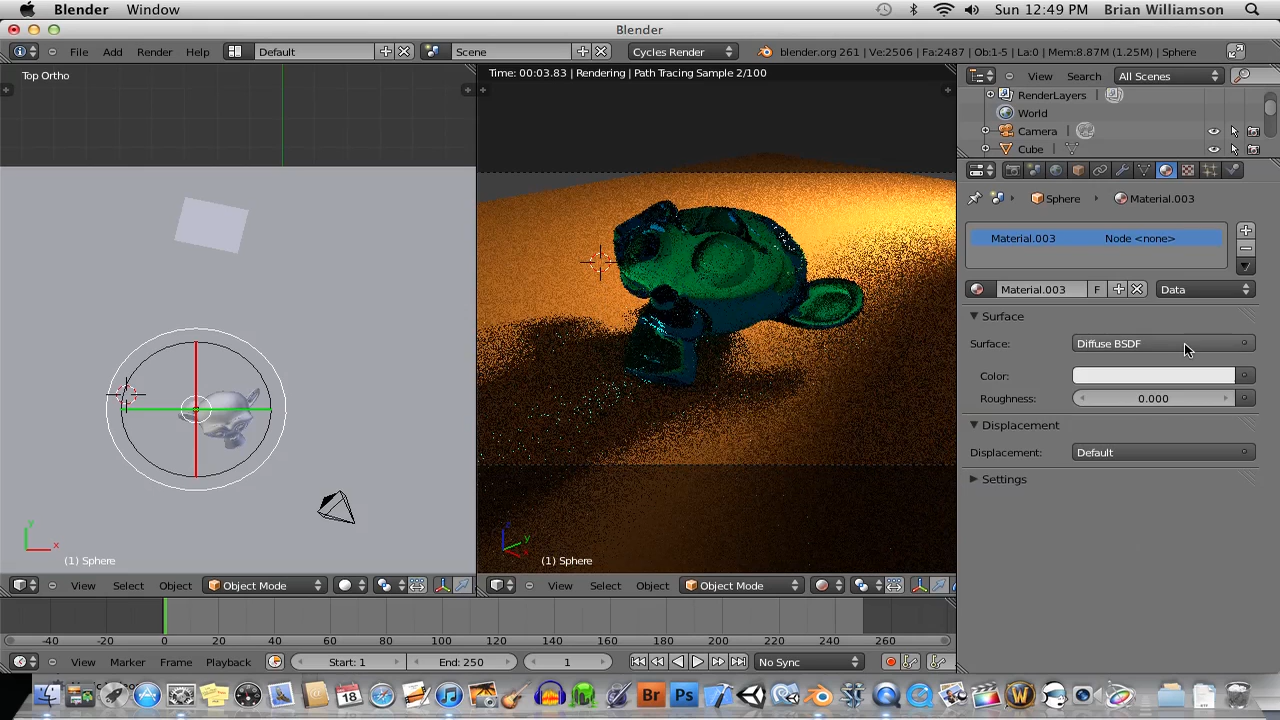 Blender Window Sun 12:49 PM Brian Williamson
Blender
File Add Render Help Default Scene Cycles Render blender.org 261 | Ve:2506 | Fa:2487 | Ob:1-5 | La:0 | Mem:8.87M (1.25M) | Sphere
Top Ortho
Time: 00:03.83 | Rendering | Path Tracing Sample 2/100
View Search All Scenes
RenderLayers
World
Camera
Cube
Sphere Material.003
Material.003 Node <none>
Material.003 F Data
Surface
Surface: Diffuse BSDF
Color:
Roughness: 0.000
Displacement
Displacement: Default
Settings
y
x
(1) Sphere
z
y
x
(1) Sphere
View Select Object Object Mode
View Select Object Object Mode
-40 -20 0 20 40 60 80 100 120 140 160 180 200 220 240 260
View Marker Frame Playback Start: 1 End: 250 1 No Sync
JUL
18
Br Ps W